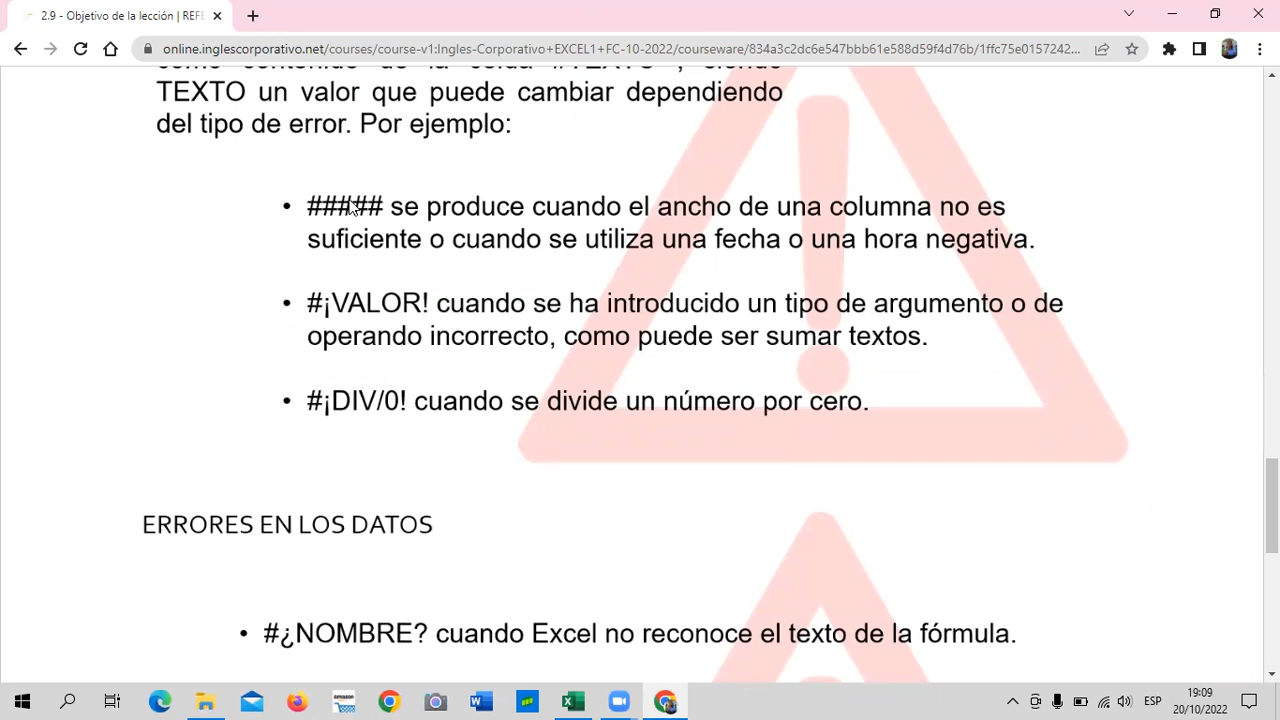 2.9 - Objetivo de la lección | REFE
online.inglescorporativo.net/courses/course-v1:Ingles-Corporativo+EXCEL1+FC-10-2022/courseware/834a3c2dc6e547bbb61e588d59f4d76b/1ffc75e0157242...
TEXTO un valor que puede cambiar dependiendo
del tipo de error. Por ejemplo:
• ##### se produce cuando el ancho de una columna no es
suficiente o cuando se utiliza una fecha o una hora negativa.
• #¡VALOR! cuando se ha introducido un tipo de argumento o de
operando incorrecto, como puede ser sumar textos.
• #¡DIV/0! cuando se divide un número por cero.
ERRORES EN LOS DATOS
• #¿NOMBRE? cuando Excel no reconoce el texto de la fórmula.
amazon
ESP
19:09
20/10/2022